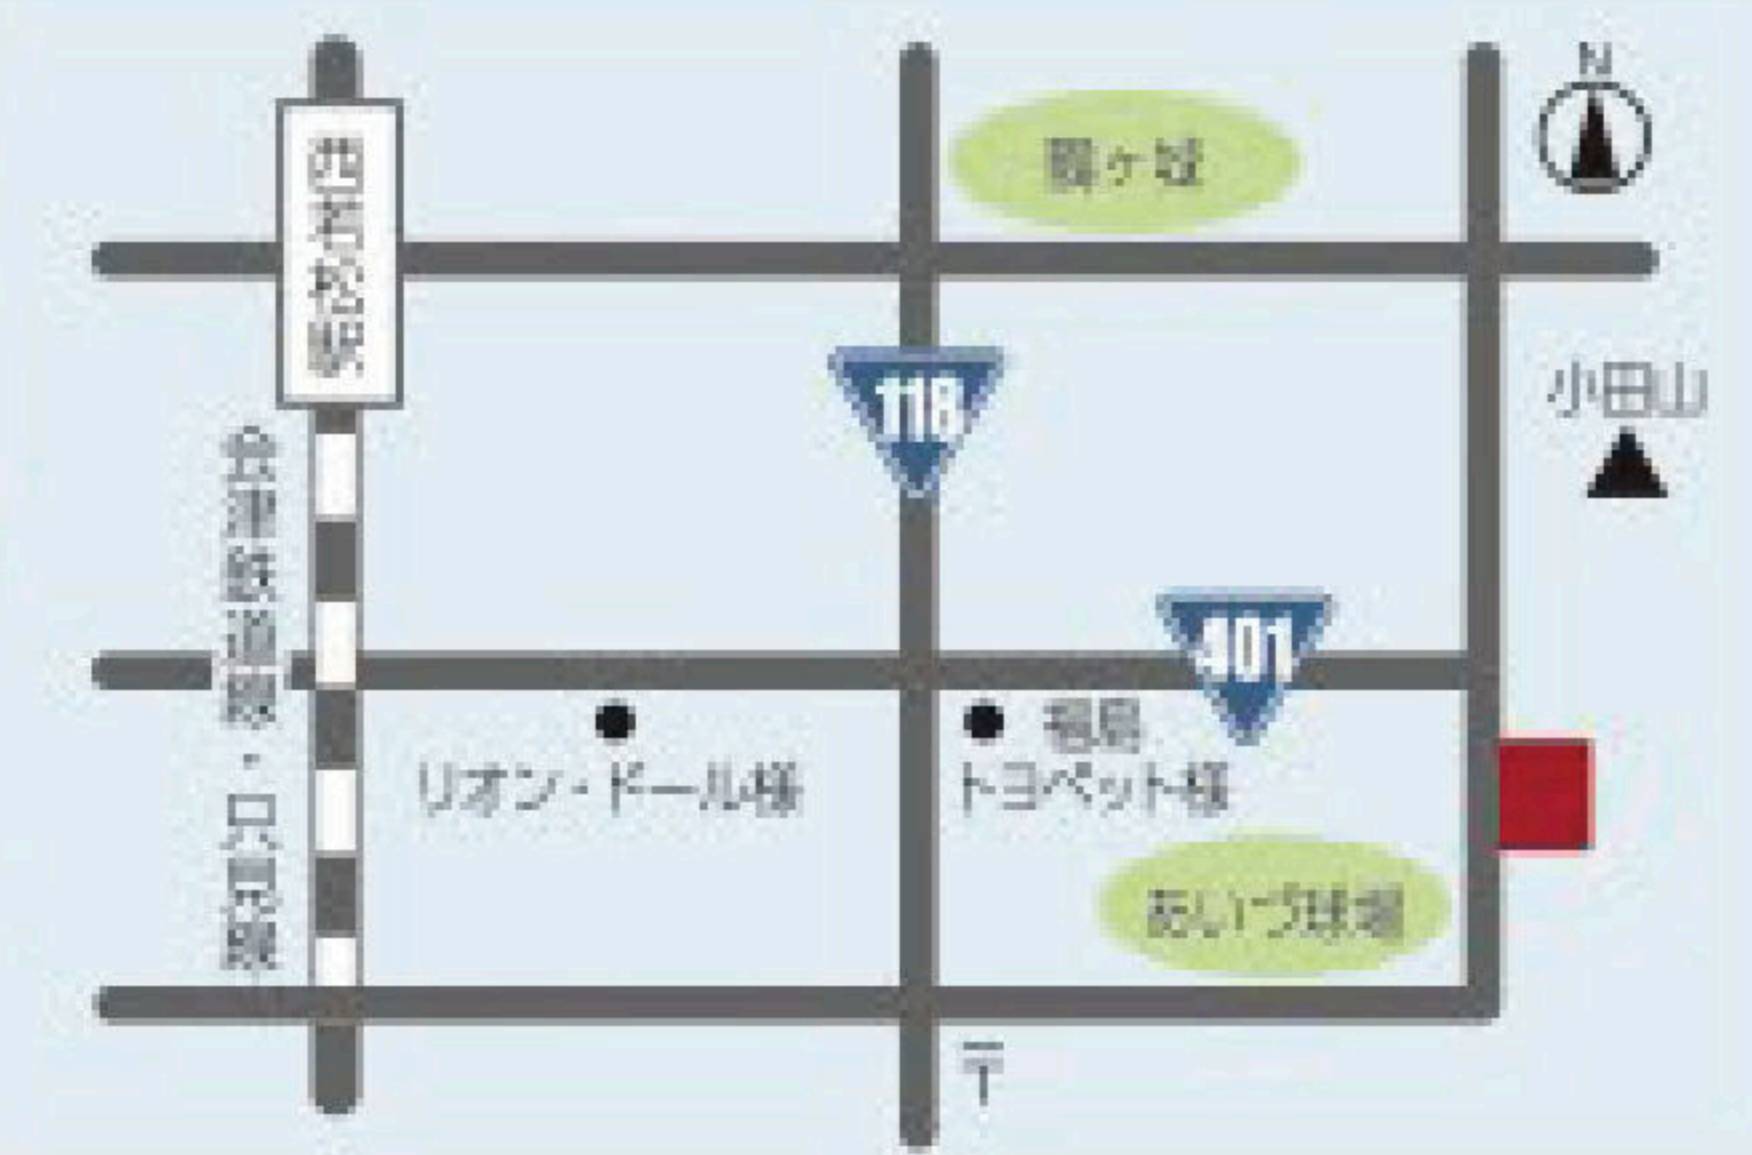 N
鶴ヶ城
西若松駅
118
小田山
会津鉄道線・只見線
401
福島
トヨペット様
リオン・ドール様
あいづ球場
〒